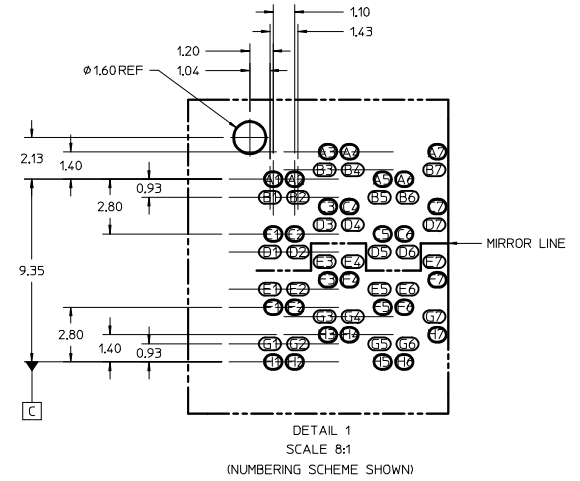 1.10
1.43
1.20
1.04
Ø1.60 REF
A3 A4 A7
2.13
1.40
B3 B4 B7
A1 A2 A5 A6
0.93
B1 B2 B5 B6
2.80
C3 C4 C7
D3 D4 D7
C1 C2 C5 C6
MIRROR LINE
D1 D2 D5 D6
E3 E4 E7
9.35
F3 F4 F7
E1 E2 E5 E6
F1 F2 F5 F6
G3 G4 G7
2.80
H3 H4 H7
1.40
0.93
G1 G2 G5 G6
H1 H2 H5 H6
C
DETAIL 1
SCALE 8:1
(NUMBERING SCHEME SHOWN)